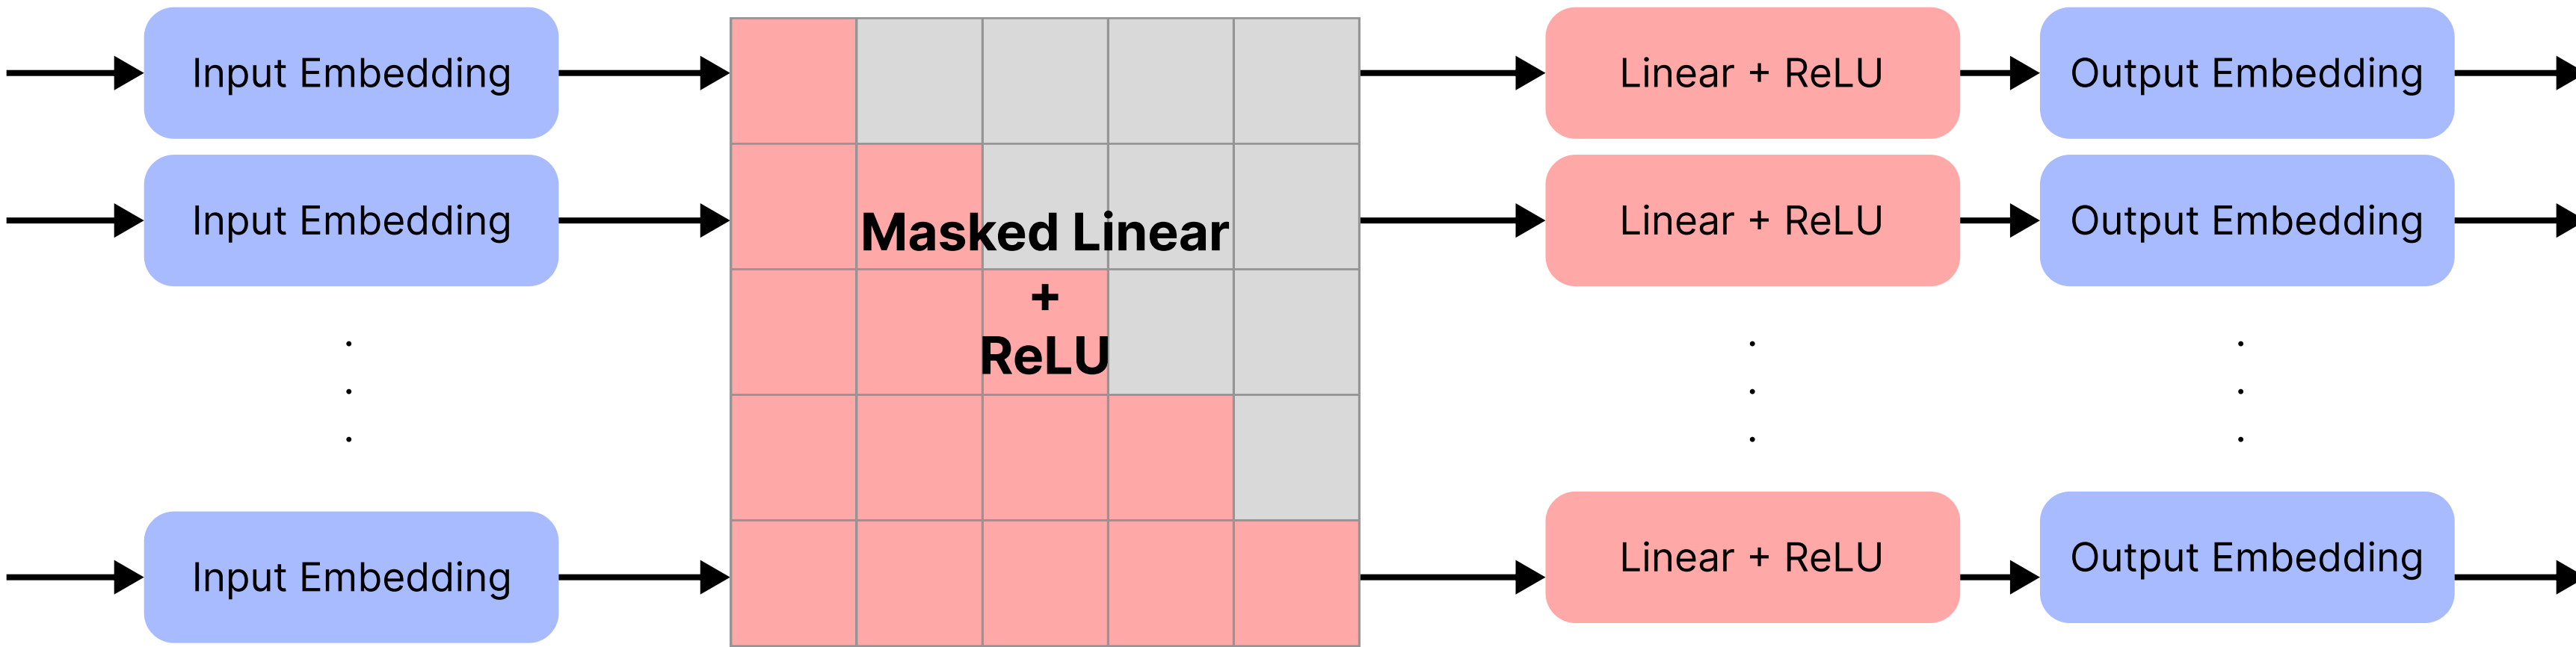 Input Embedding
Linear + ReLU
Output Embedding
Input Embedding
Masked Linear
+
ReLU
Linear + ReLU
Output Embedding
Input Embedding
Linear + ReLU
Output Embedding